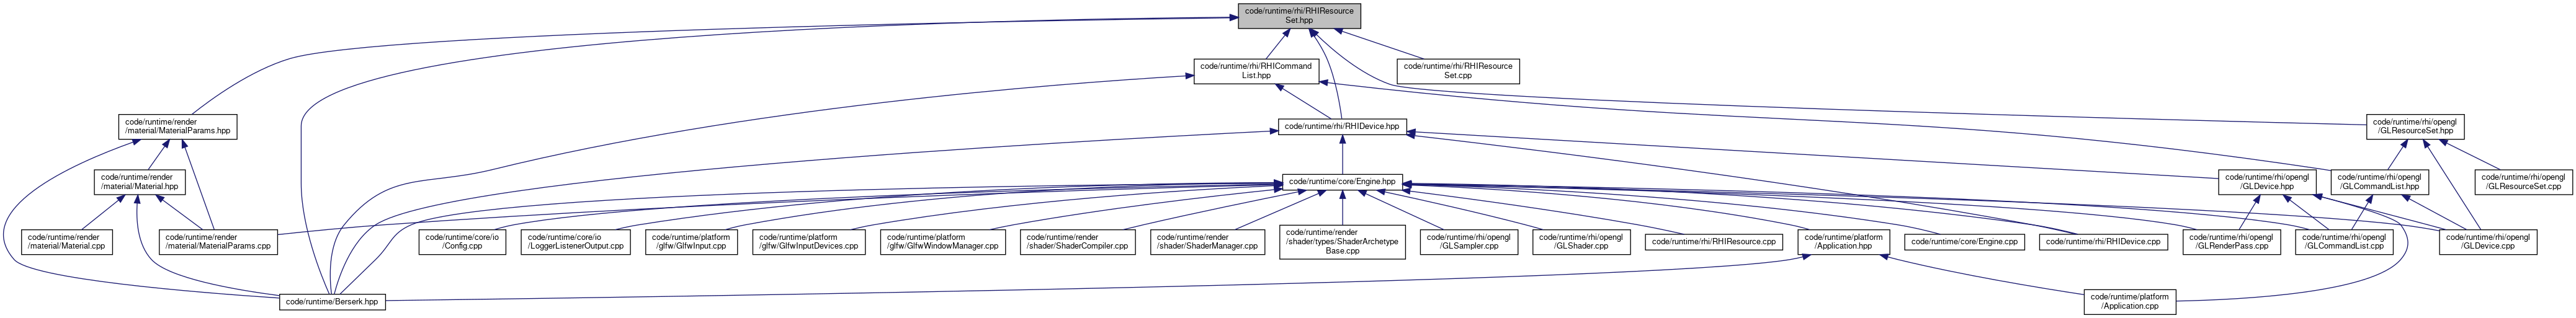 code/runtime/rhi/RHIResource
Set.hpp
code/runtime/rhi/RHICommand
List.hpp
code/runtime/rhi/RHIResource
Set.cpp
code/runtime/render
/material/MaterialParams.hpp
code/runtime/rhi/RHIDevice.hpp
code/runtime/rhi/opengl
/GLResourceSet.hpp
code/runtime/render
/material/Material.hpp
code/runtime/core/Engine.hpp
code/runtime/rhi/opengl
/GLDevice.hpp
code/runtime/rhi/opengl
/GLCommandList.hpp
code/runtime/rhi/opengl
/GLResourceSet.cpp
code/runtime/render
/material/Material.cpp
code/runtime/render
/material/MaterialParams.cpp
code/runtime/core/io
/Config.cpp
code/runtime/core/io
/LoggerListenerOutput.cpp
code/runtime/platform
/glfw/GlfwInput.cpp
code/runtime/platform
/glfw/GlfwInputDevices.cpp
code/runtime/platform
/glfw/GlfwWindowManager.cpp
code/runtime/render
/shader/ShaderCompiler.cpp
code/runtime/render
/shader/ShaderManager.cpp
code/runtime/render
/shader/types/ShaderArchetype
Base.cpp
code/runtime/rhi/opengl
/GLSampler.cpp
code/runtime/rhi/opengl
/GLShader.cpp
code/runtime/rhi/RHIResource.cpp
code/runtime/platform
/Application.hpp
code/runtime/core/Engine.cpp
code/runtime/rhi/RHIDevice.cpp
code/runtime/rhi/opengl
/GLRenderPass.cpp
code/runtime/rhi/opengl
/GLCommandList.cpp
code/runtime/rhi/opengl
/GLDevice.cpp
code/runtime/Berserk.hpp
code/runtime/platform
/Application.cpp